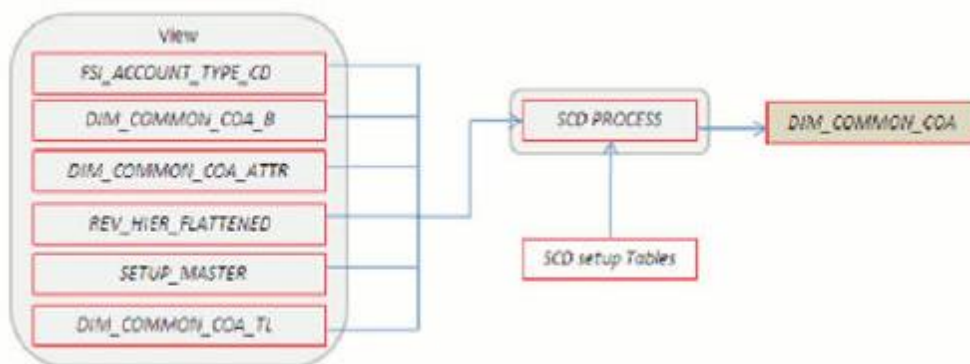 View
FSI_ACCOUNT_TYPE_CD
DIM_COMMON_COA_B
DIM_COMMON_COA_ATTR
REV_HIER_FLATTENED
SETUP_MASTER
DIM_COMMON_COA_TL
SCD PROCESS
SCD setup Tables
DIM_COMMON_COA